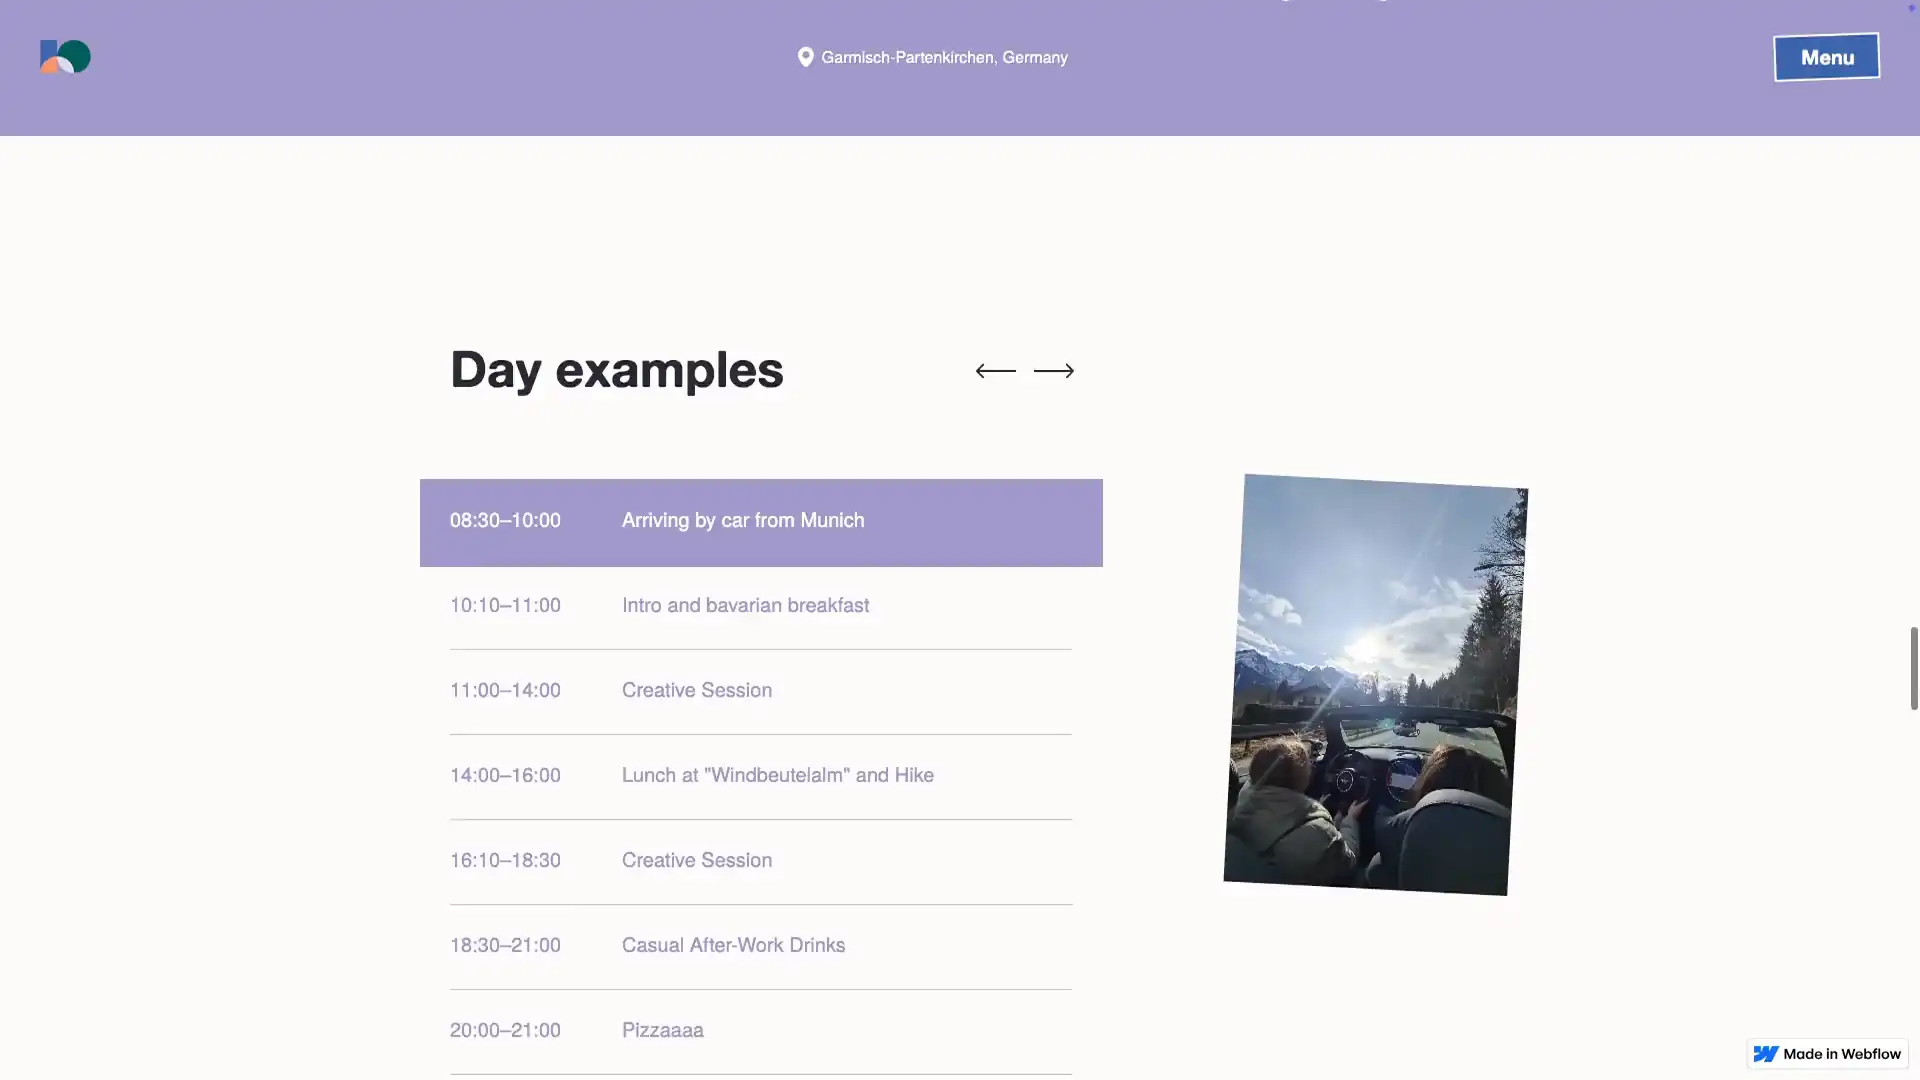 Garmisch-Partenkirchen, Germany
Menu
Day examples
08:30–10:00 Arriving by car from Munich
10:10–11:00 Intro and bavarian breakfast
11:00–14:00 Creative Session
14:00–16:00 Lunch at "Windbeutelalm" and Hike
16:10–18:30 Creative Session
18:30–21:00 Casual After-Work Drinks
20:00–21:00 Pizzaaaa
Made in Webflow